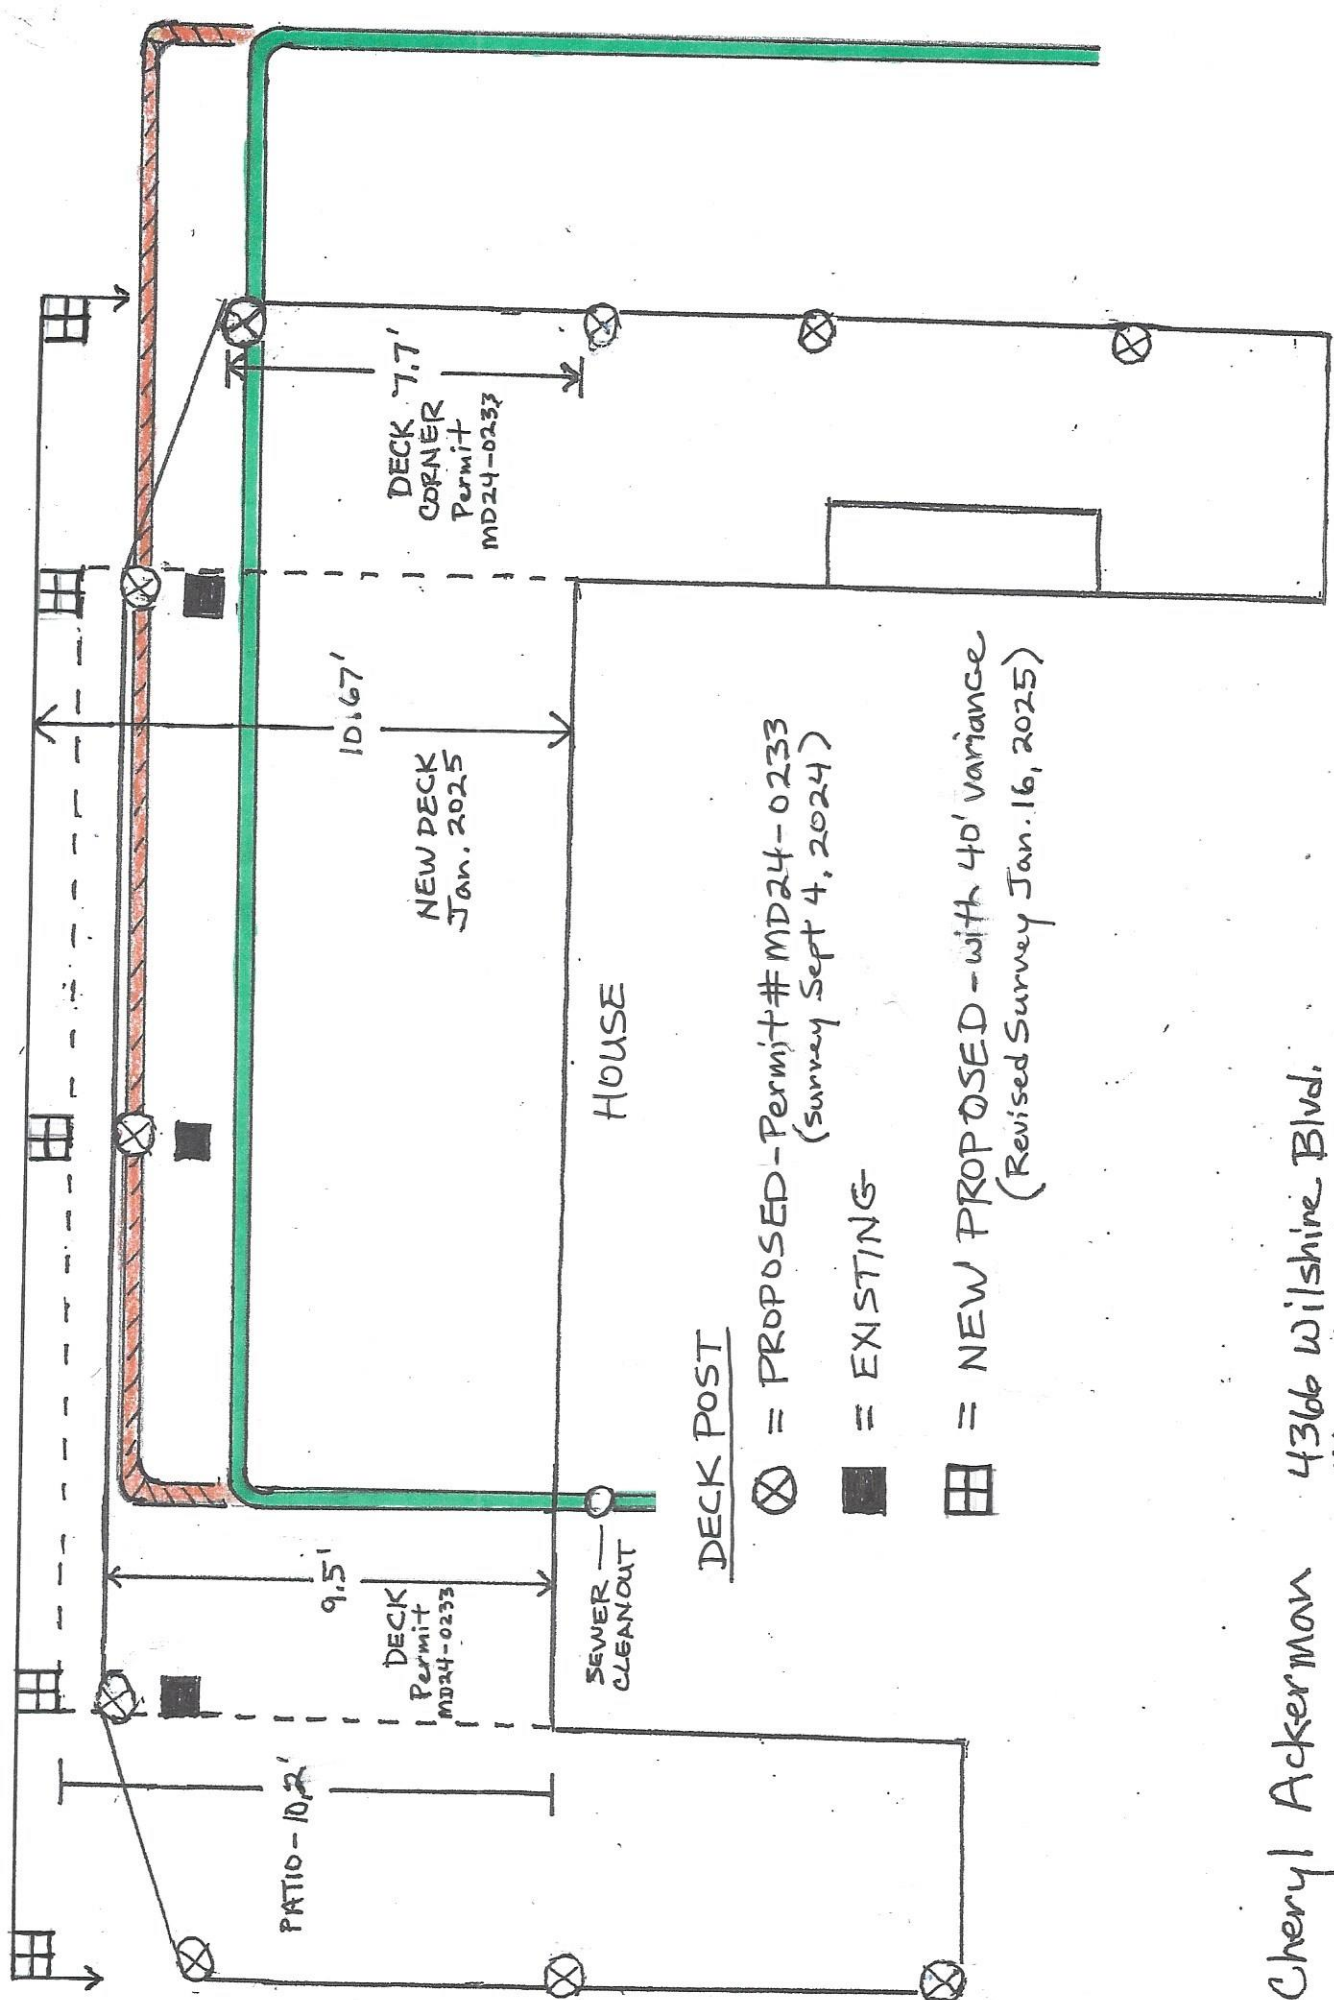 PATIO-10.2'
9.5'
DECK
Permit
MD24-0233
SEWER
CLEANOUT
10.67'
NEW DECK
Jan. 2025
DECK 7.7'
CORNER
Permit
MD24-0233
HOUSE
DECK POST
= PROPOSED-Permit#MD24-0233
(survey Sept 4, 2024)
= EXISTING
= NEW PROPOSED-with 40' variance
(Revised Survey Jan. 16, 2025)
Cheryl Ackerman 4366 Wilshire Blvd.